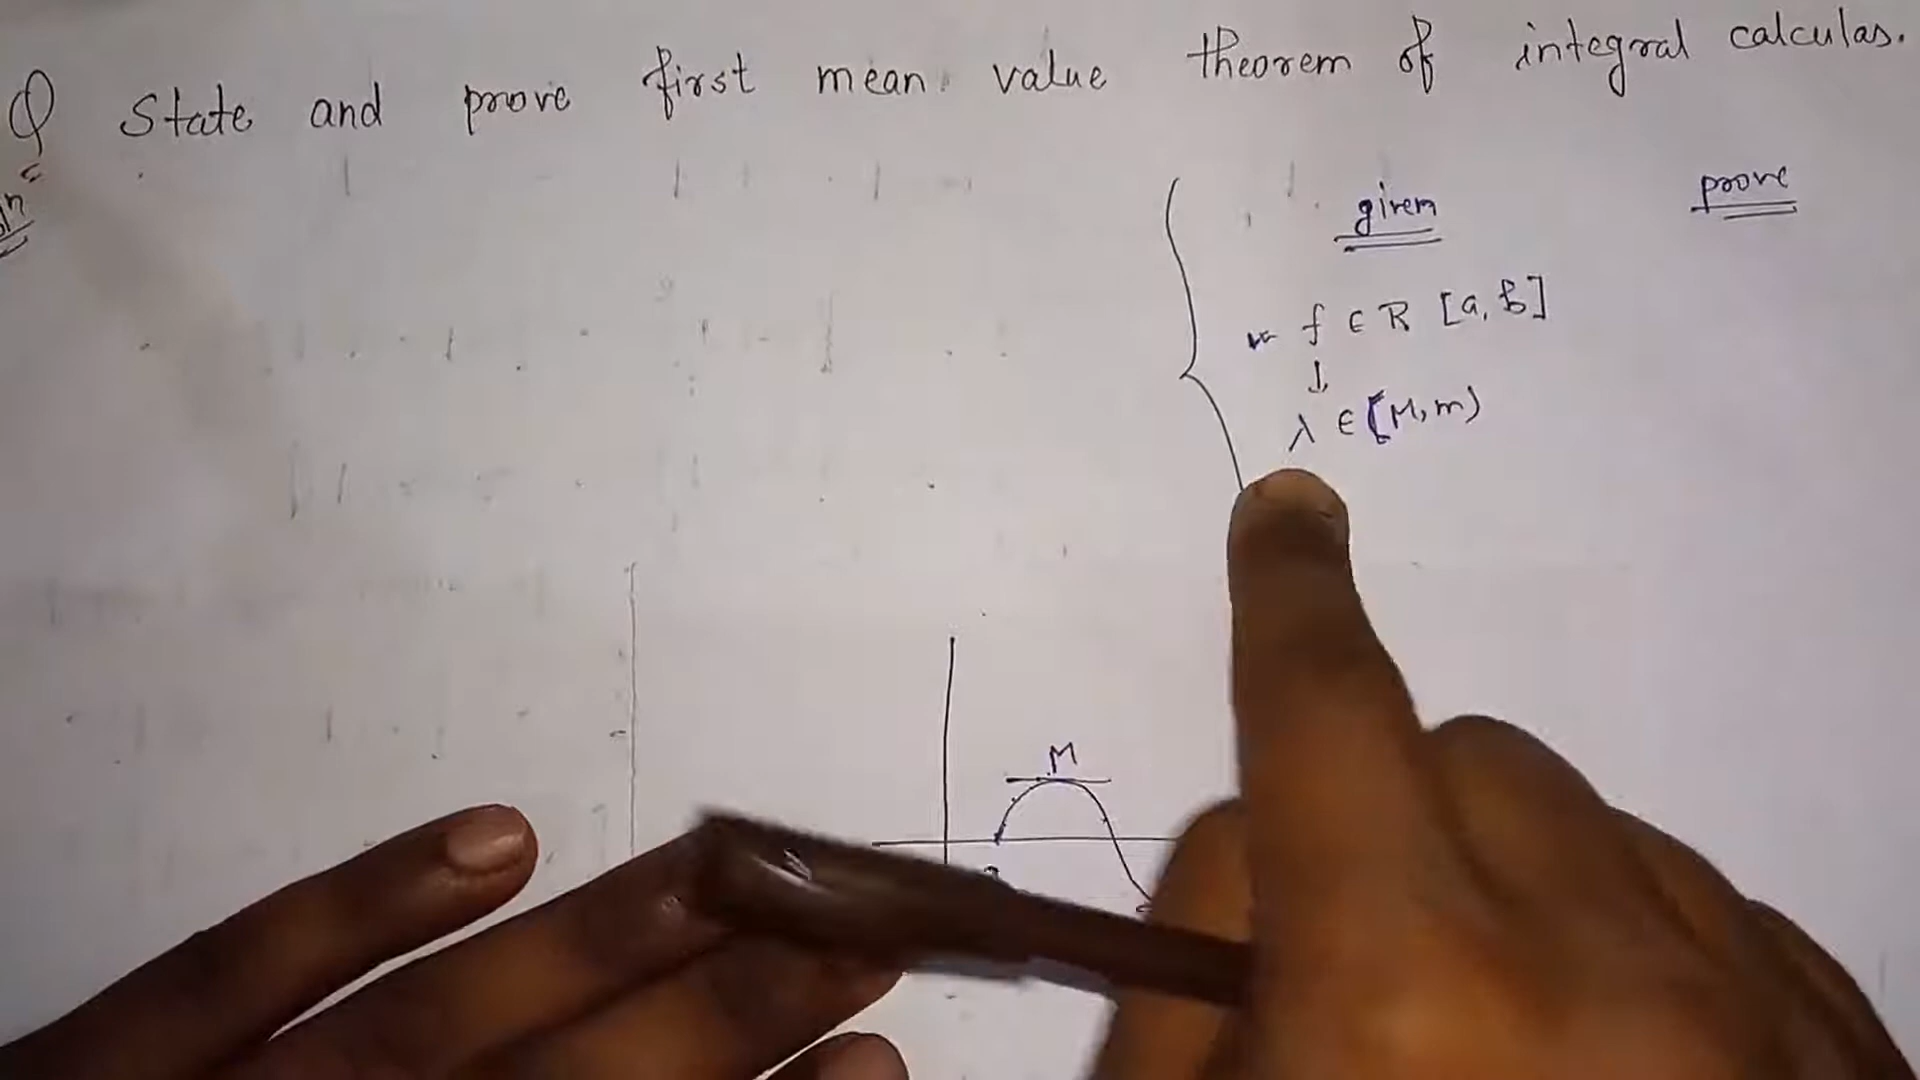 Q State and prove first mean value theorem of integral calculas.
given
prove
f ∈ R [a, b]
↓
λ ∈ [M, m)
M